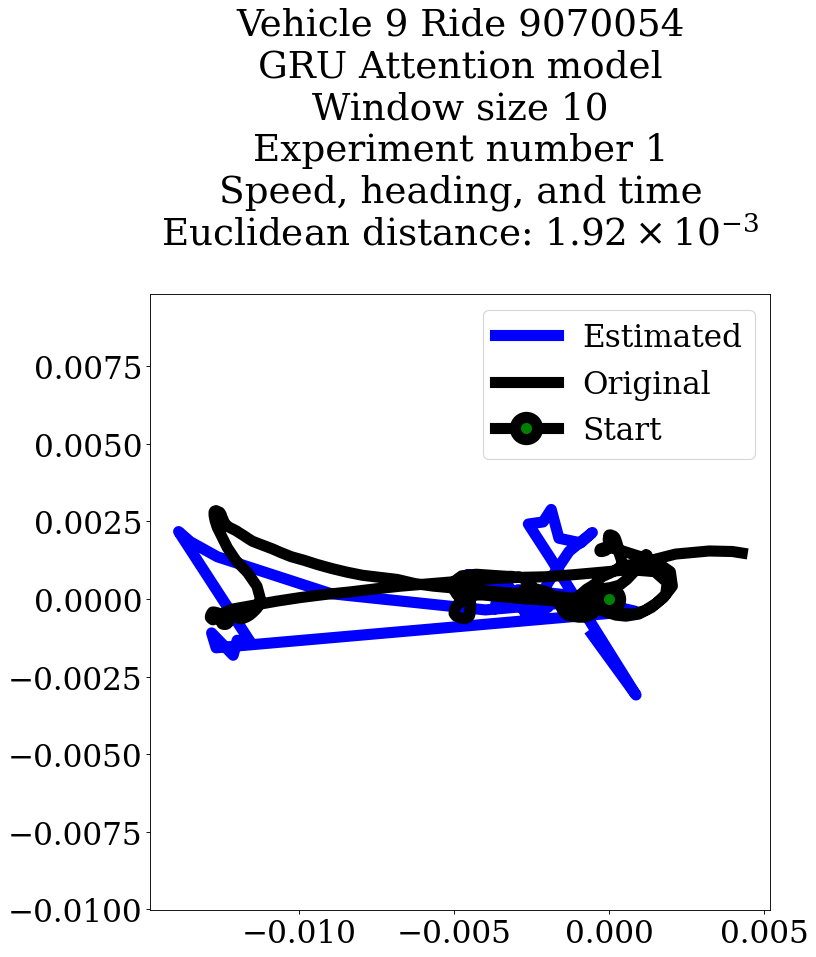 Vehicle 9 Ride 9070054
GRU Attention model
Window size 10
Experiment number 1
Speed, heading, and time
Euclidean distance: 1.92 × 10⁻³
Estimated
Original
Start
0.0075
0.0050
0.0025
0.0000
−0.0025
−0.0050
−0.0075
−0.0100
−0.010 −0.005 0.000 0.005